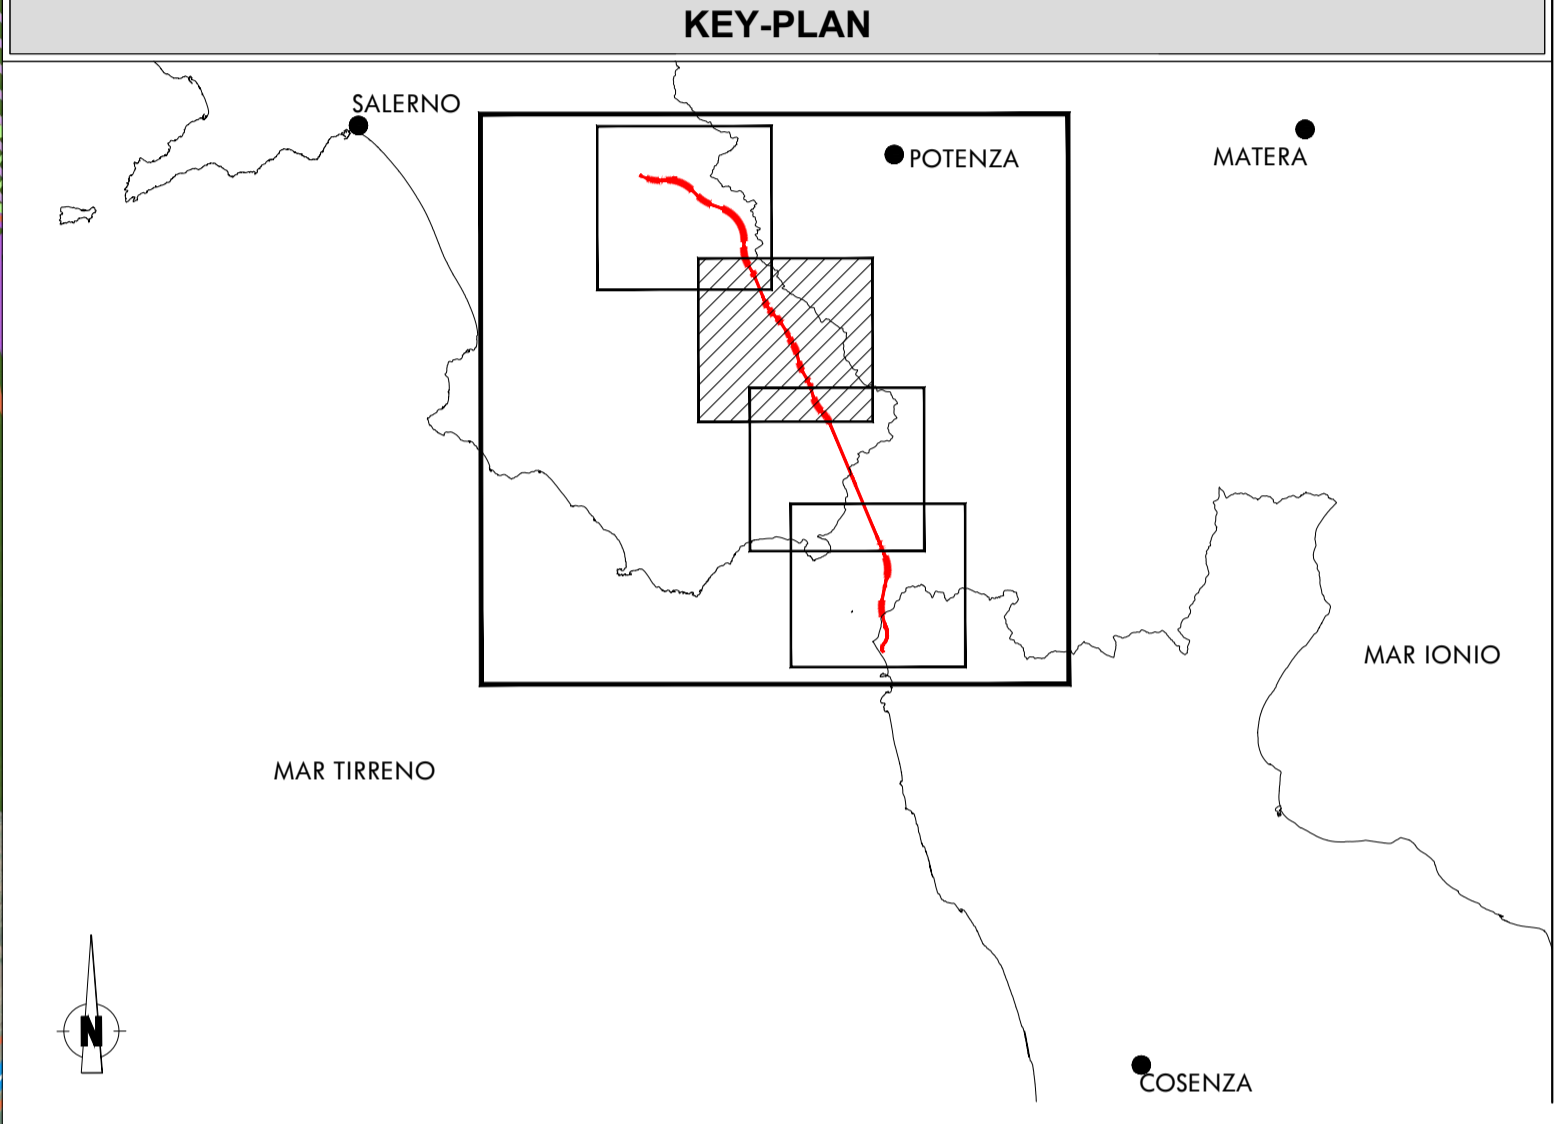 KEY-PLAN
SALERNO
POTENZA
MATERA
MAR IONIO
MAR TIRRENO
N
COSENZA